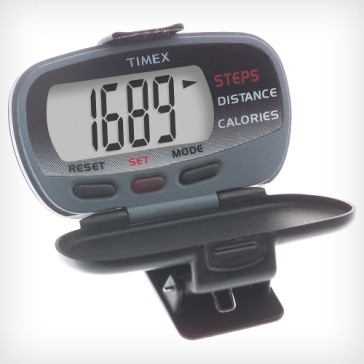 TIMEX
1689
STEPS
DISTANCE
CALORIES
RESET SET MODE